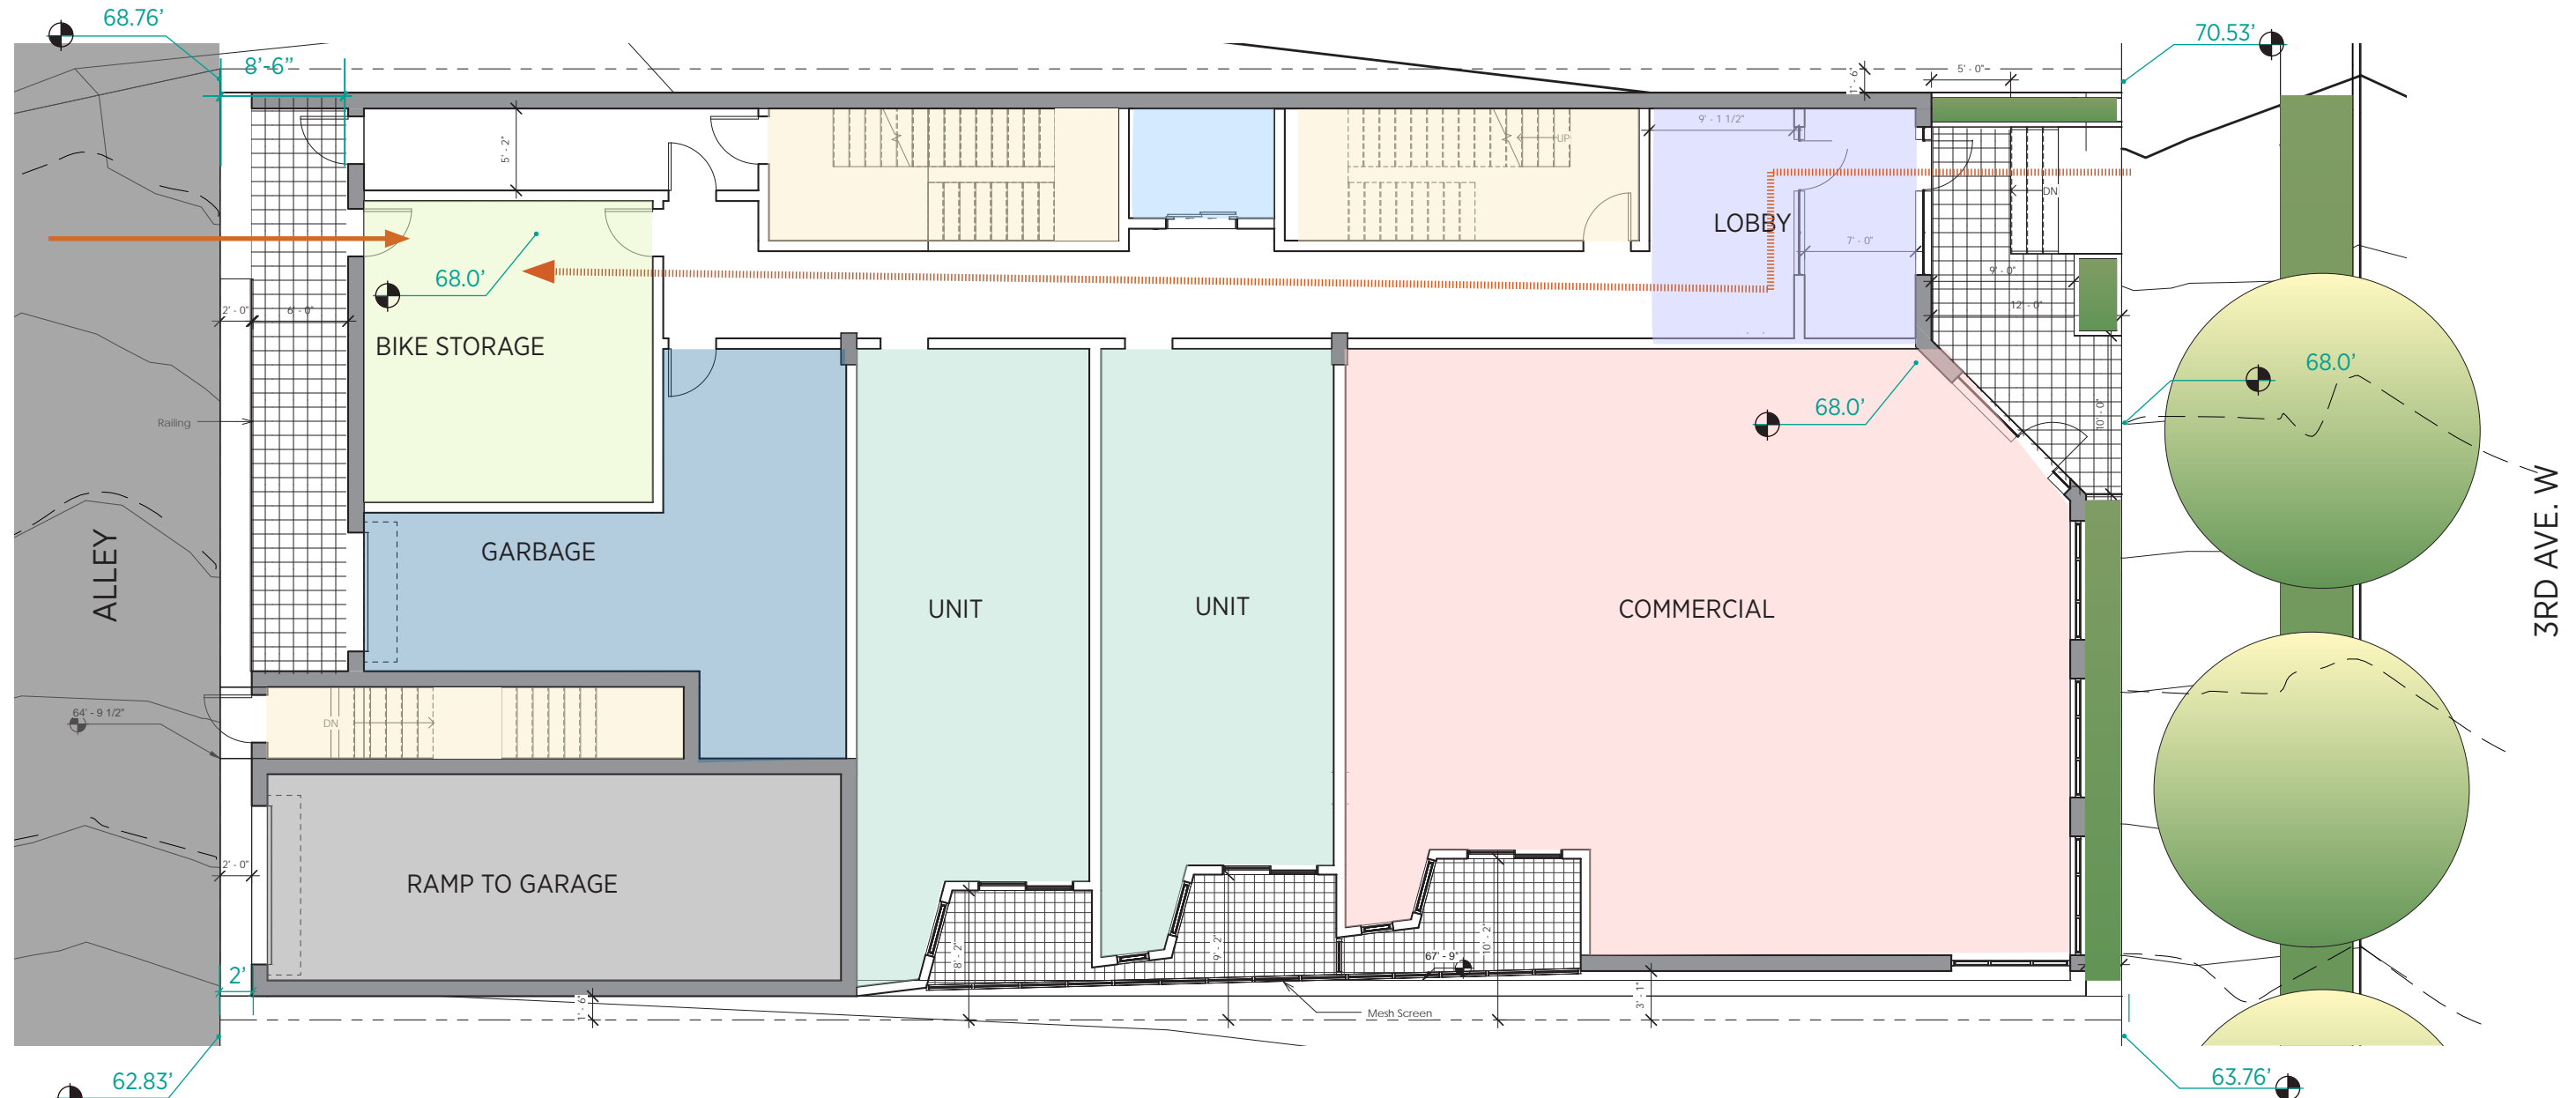 68.76’
70.53’
8’-6”
1' - 6"
5' - 0"
9' - 1 1/2"
UP
5' - 2"
DN
LOBBY
7' - 0"
68.0’
9' - 0"
2' - 0"
6' - 0"
12' - 0"
BIKE STORAGE
68.0’
68.0’
10' - 0"
Railing
ALLEY
GARBAGE
3RD AVE. W
UNIT
UNIT
COMMERCIAL
64' - 9 1/2"
DN
2' - 0"
RAMP TO GARAGE
8' - 2"
9' - 2"
10' - 2"
67' - 9"
2’
1' - 6"
3' - 1"
Mesh Screen
62.83’
63.76’